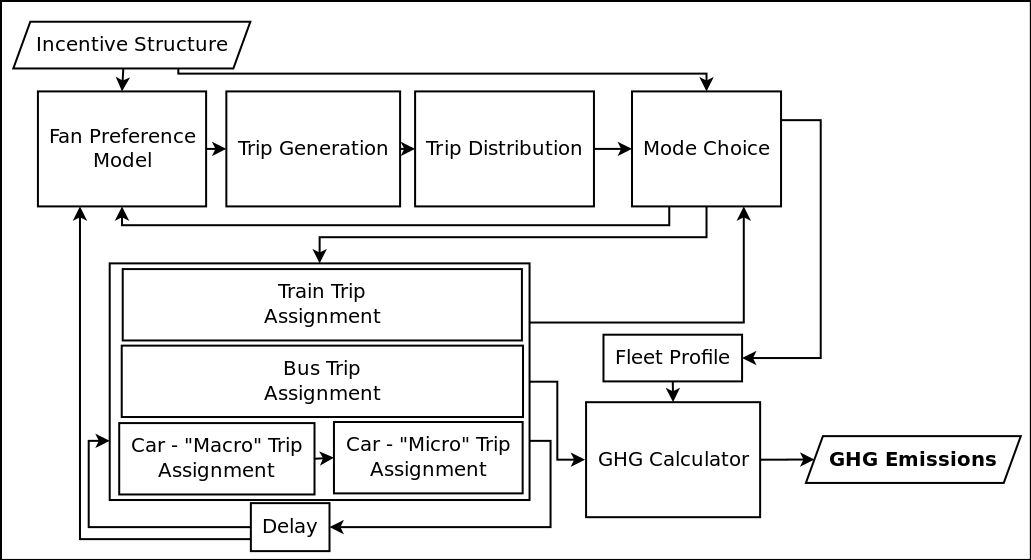 Incentive Structure
Fan Preference
Model
Trip Generation
Trip Distribution
Mode Choice
Train Trip
Assignment
Bus Trip
Assignment
Car - "Macro" Trip
Assignment
Car - "Micro" Trip
Assignment
Fleet Profile
GHG Calculator
GHG Emissions
Delay